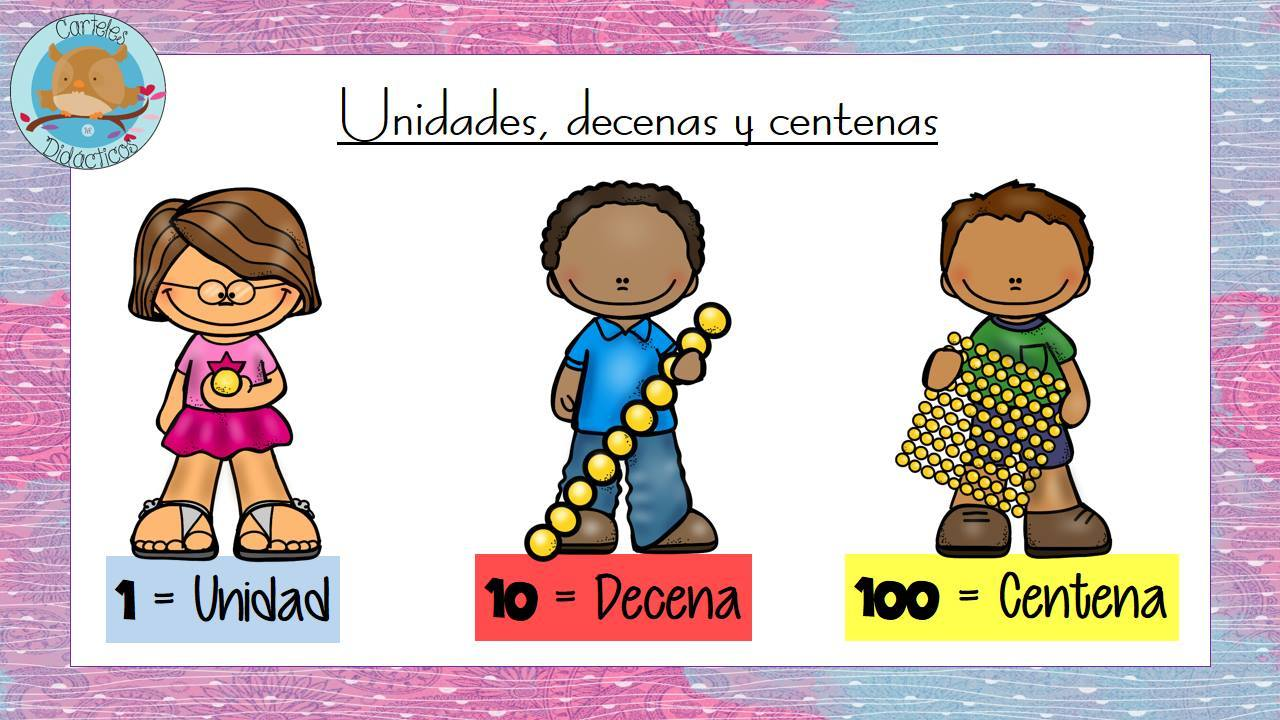 Carteles
Didácticos
Unidades, decenas y centenas
1 = Unidad
10 = Decena
100 = Centena